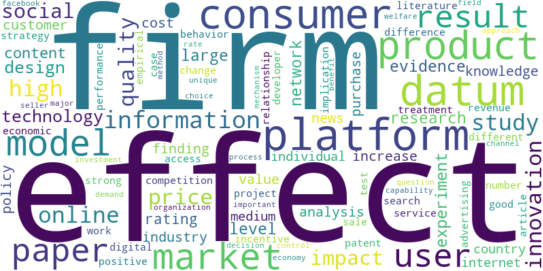 facebook
social
customer
strategy
content
design
high
technology
economic
model
policy
firm
cost
behavior
rate
quality
empirical
case
method
performance
large
change
unique
choice
seller
major
information
relationship
mechanism
developer
network
implication
benefit
consumer
purchase
literature
difference
evidence
welfare
field
approach
result
product
knowledge
datum
treatment
revenue
research
different
study
channel
news
platform
effect
finding
access
investment
strong
competition
demand
price
online
work
rating
industry
digital
positive
paper
market
organization
process
individual
increase
value
project
capability
important
search
test
question
medium
service
level
incentive
analysis
sale
patent
decision
economy
control
impact
user
experiment
advertising
number
good
article
country
internet
innovation